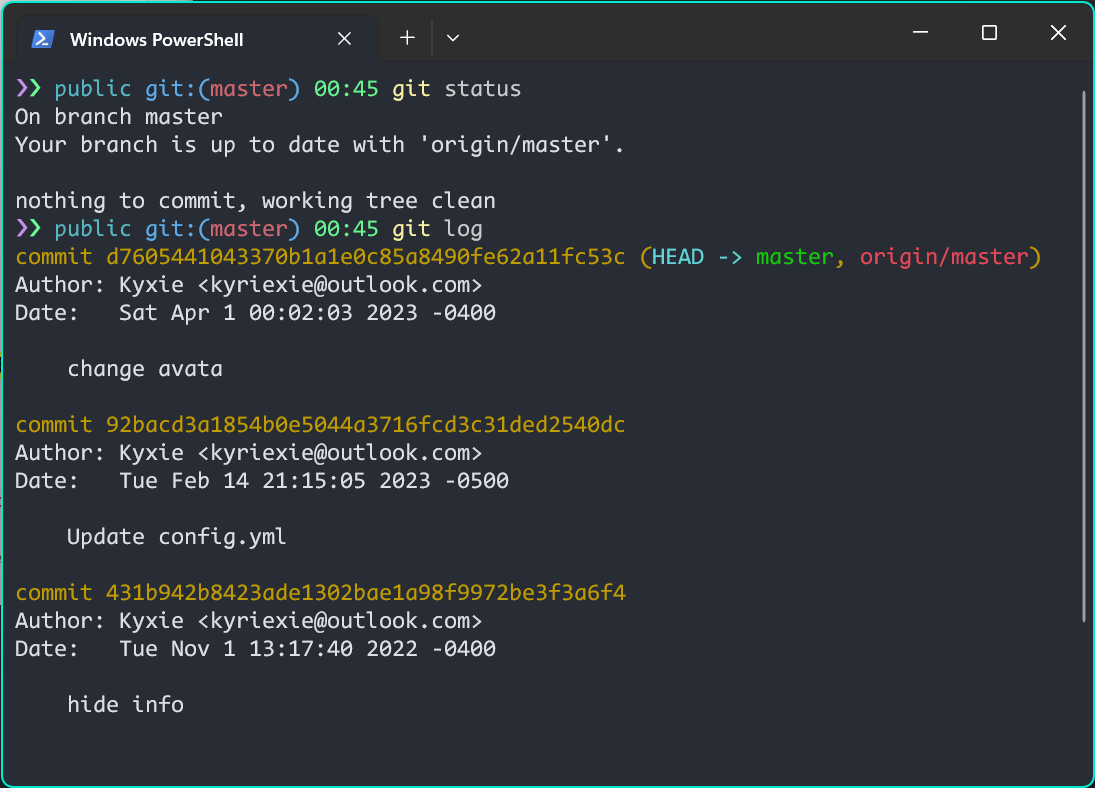 Windows PowerShell
❯❯ public git:(master) 00:45 git status
On branch master
Your branch is up to date with 'origin/master'.
nothing to commit, working tree clean
❯❯ public git:(master) 00:45 git log
commit d7605441043370b1a1e0c85a8490fe62a11fc53c (HEAD -> master, origin/master)
Author: Kyxie <kyriexie@outlook.com>
Date:   Sat Apr 1 00:02:03 2023 -0400
change avata
commit 92bacd3a1854b0e5044a3716fcd3c31ded2540dc
Author: Kyxie <kyriexie@outlook.com>
Date:   Tue Feb 14 21:15:05 2023 -0500
Update config.yml
commit 431b942b8423ade1302bae1a98f9972be3f3a6f4
Author: Kyxie <kyriexie@outlook.com>
Date:   Tue Nov 1 13:17:40 2022 -0400
hide info